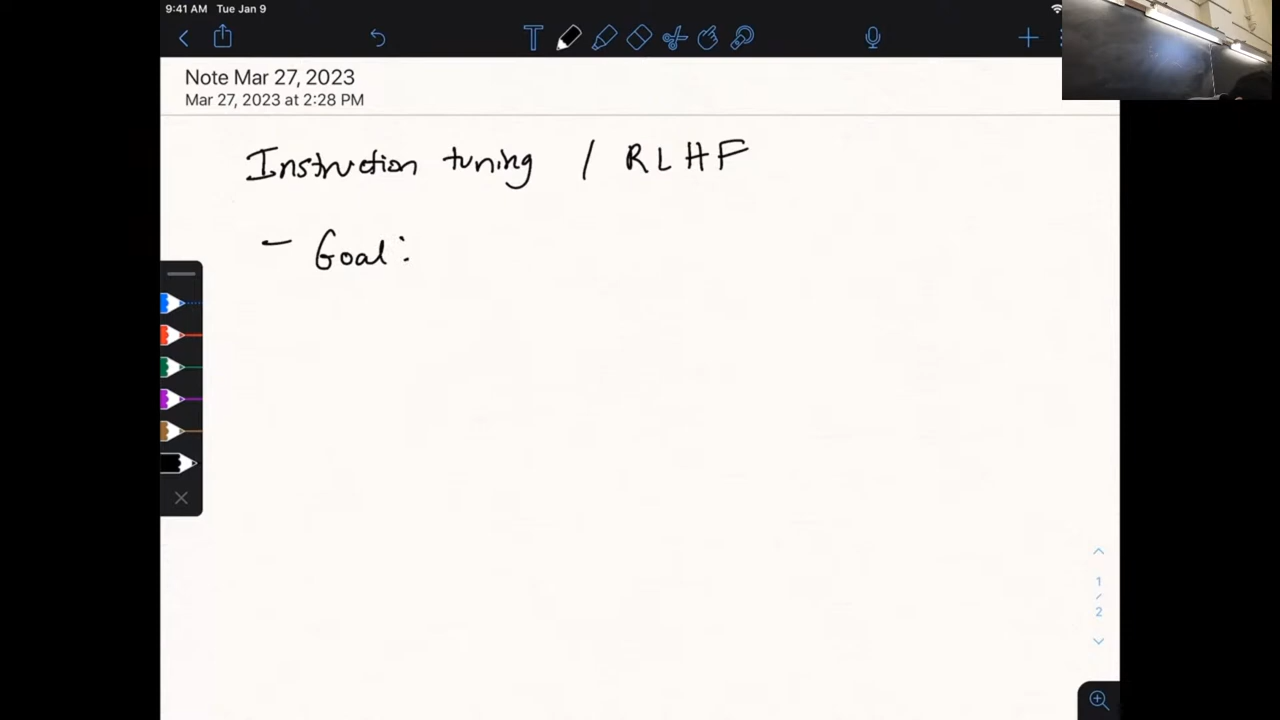 9:41 AM Tue Jan 9
T
Note Mar 27, 2023
Mar 27, 2023 at 2:28 PM
Instruction tuning / RLHF
- Goal:
1
/
2